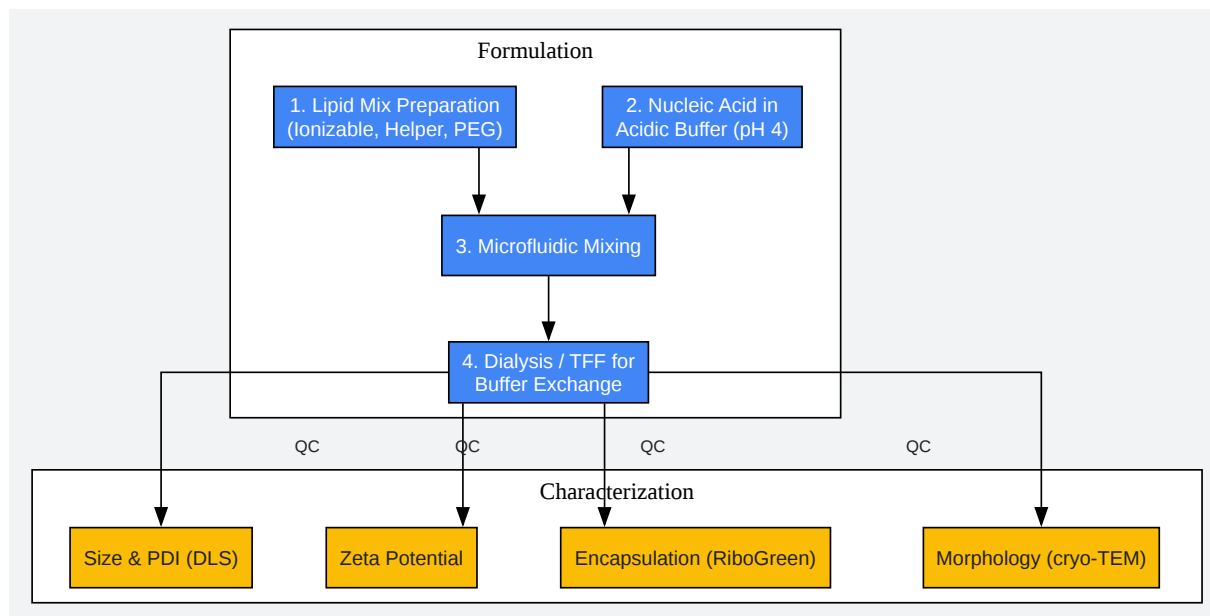 Formulation
1. Lipid Mix Preparation
(Ionizable, Helper, PEG)
2. Nucleic Acid in
Acidic Buffer (pH 4)
3. Microfluidic Mixing
4. Dialysis / TFF for
Buffer Exchange
QC
QC
QC
QC
Characterization
Size & PDI (DLS)
Zeta Potential
Encapsulation (RiboGreen)
Morphology (cryo-TEM)